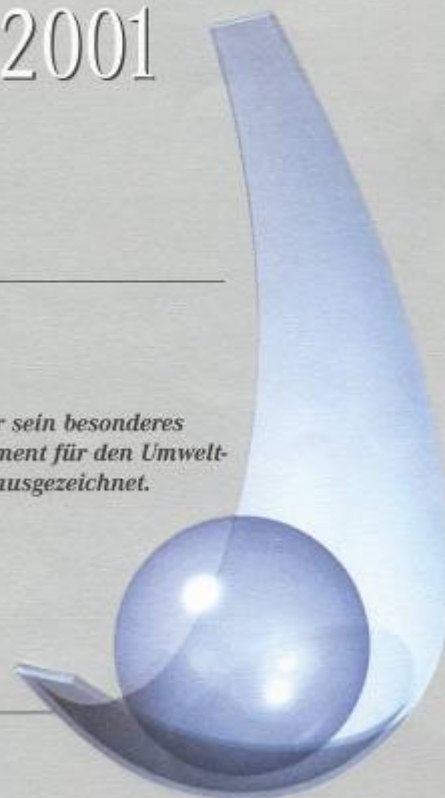 2001
r sein besonderes
ment für den Umwelt-
ausgezeichnet.